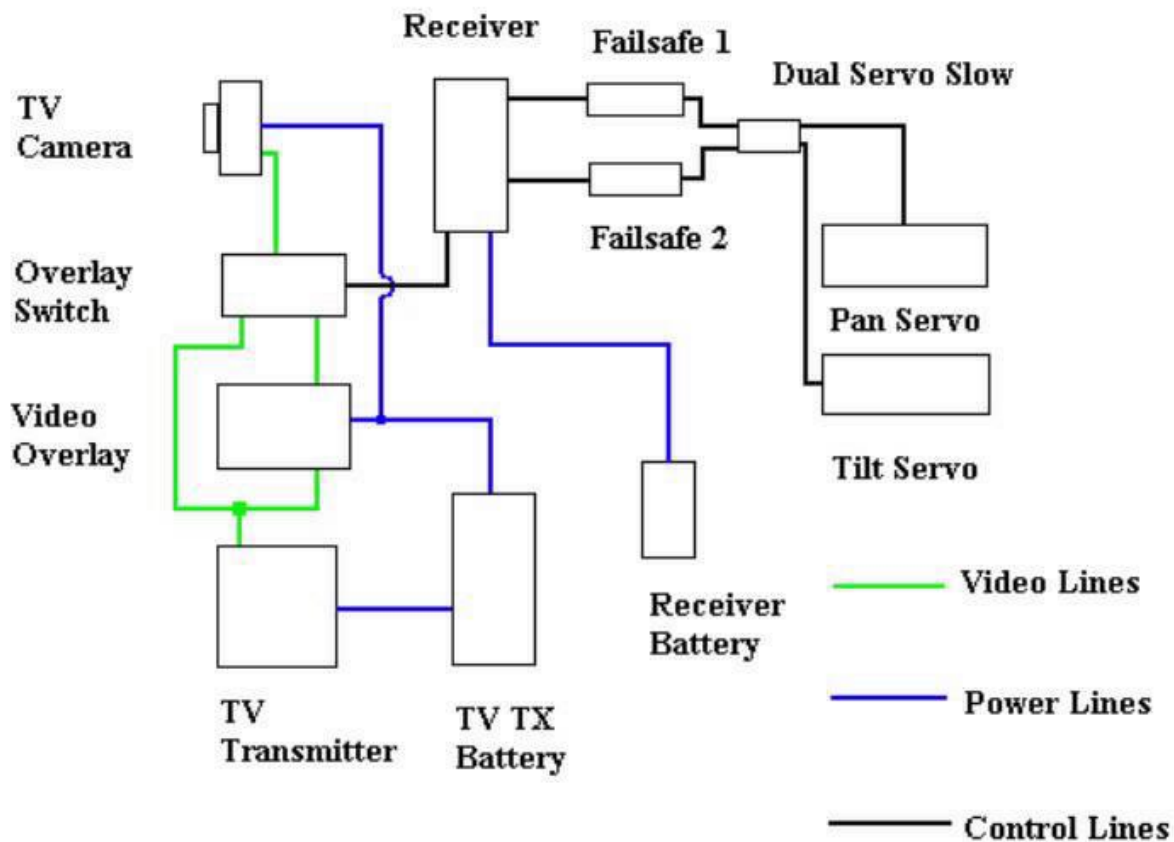 Receiver
Failsafe 1
Dual Servo Slow
TV
Camera
Failsafe 2
Overlay
Switch
Pan Servo
Video
Overlay
Tilt Servo
Video Lines
Receiver
Battery
Power Lines
TV
Transmitter
TV TX
Battery
Control Lines